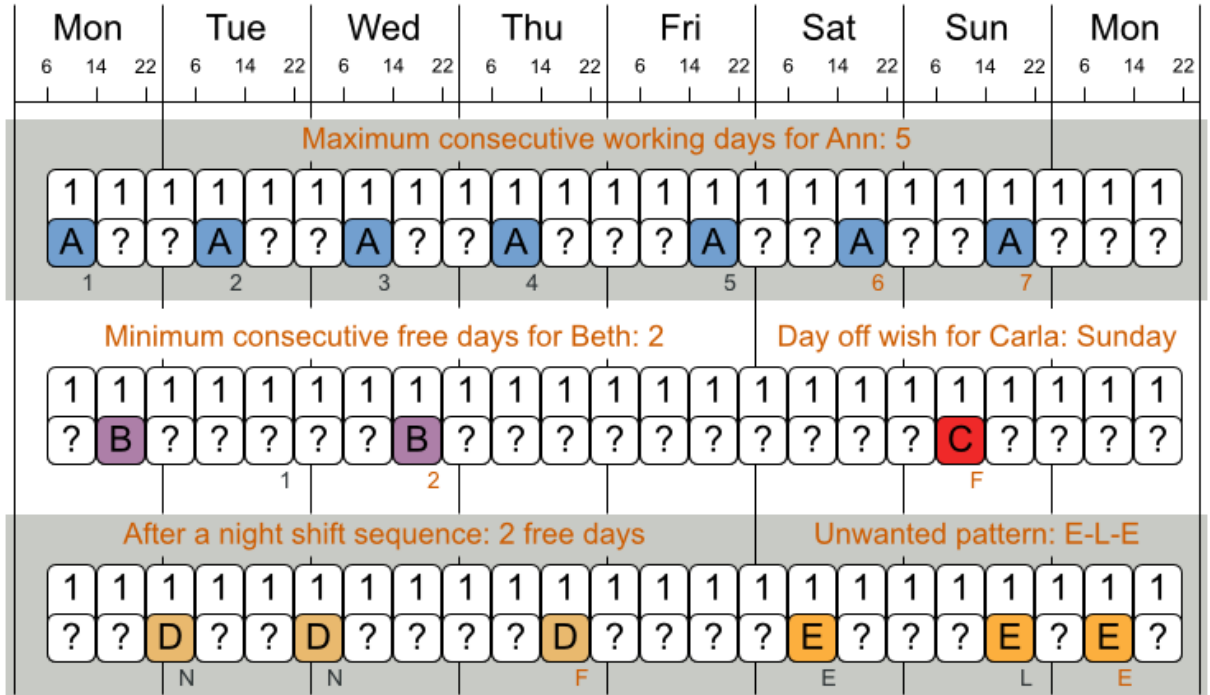 Mon Tue Wed Thu Fri Sat Sun Mon
6 14 22 6 14 22 6 14 22 6 14 22 6 14 22 6 14 22 6 14 22 6 14 22
Maximum consecutive working days for Ann: 5
1 1 1 1 1 1 1 1 1 1 1 1 1 1 1 1 1 1 1 1 1 1 1
A ? ? A ? ? A ? ? A ? ? ? A ? ? A ? ? A ? ? ?
1 2 3 4 5 6 7
Minimum consecutive free days for Beth: 2 Day off wish for Carla: Sunday
1 1 1 1 1 1 1 1 1 1 1 1 1 1 1 1 1 1 1 1 1 1 1
? B ? ? ? ? ? B ? ? ? ? ? ? ? ? ? ? C ? ? ? ?
1 2 F
After a night shift sequence: 2 free days Unwanted pattern: E-L-E
1 1 1 1 1 1 1 1 1 1 1 1 1 1 1 1 1 1 1 1 1 1 1
? ? D ? ? D ? ? ? ? D ? ? ? ? E ? ? ? E ? E ?
N N F E L E